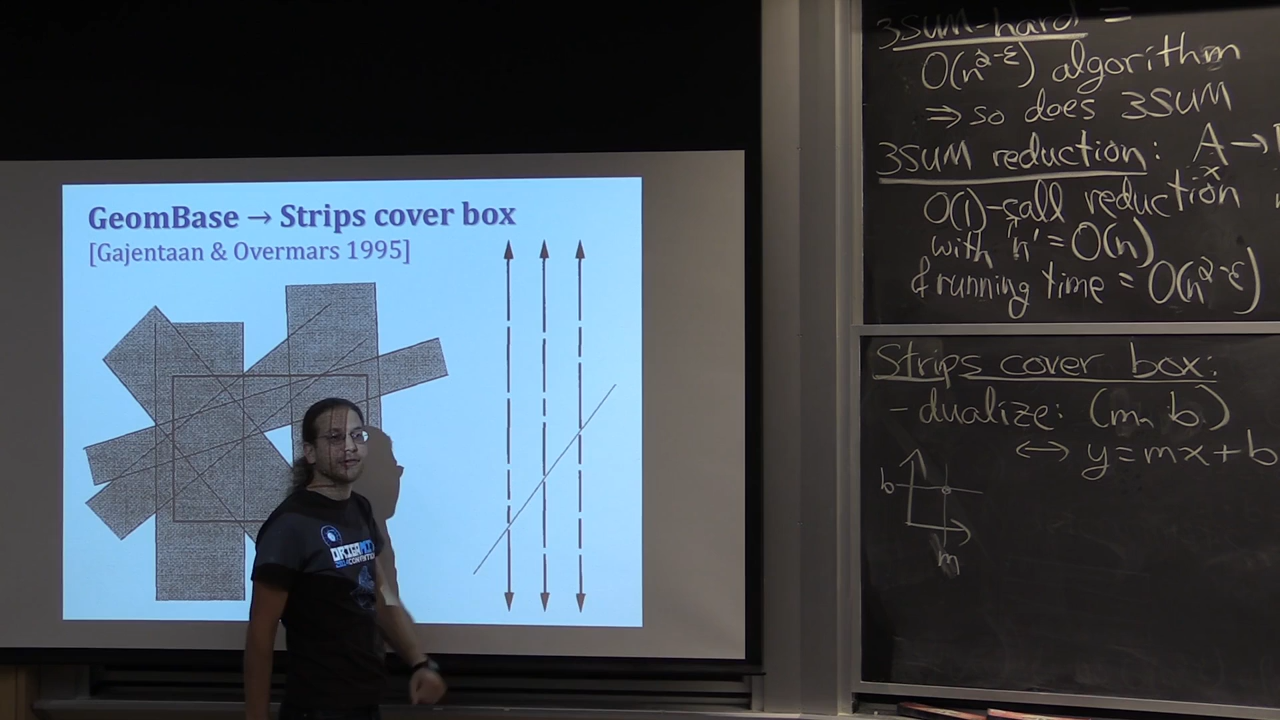 GeomBase → Strips cover box
[Gajentaan & Overmars 1995]
3SUM-hard =
O(n^{2-ε}) algorithm
⇒ so does 3SUM
3SUM reduction: A →
O(1)-call reduction
with n' = O(n)
& running time = O(n^{2-ε})
Strips cover box:
- dualize: (m, b)
↔ y=mx+b
b
m